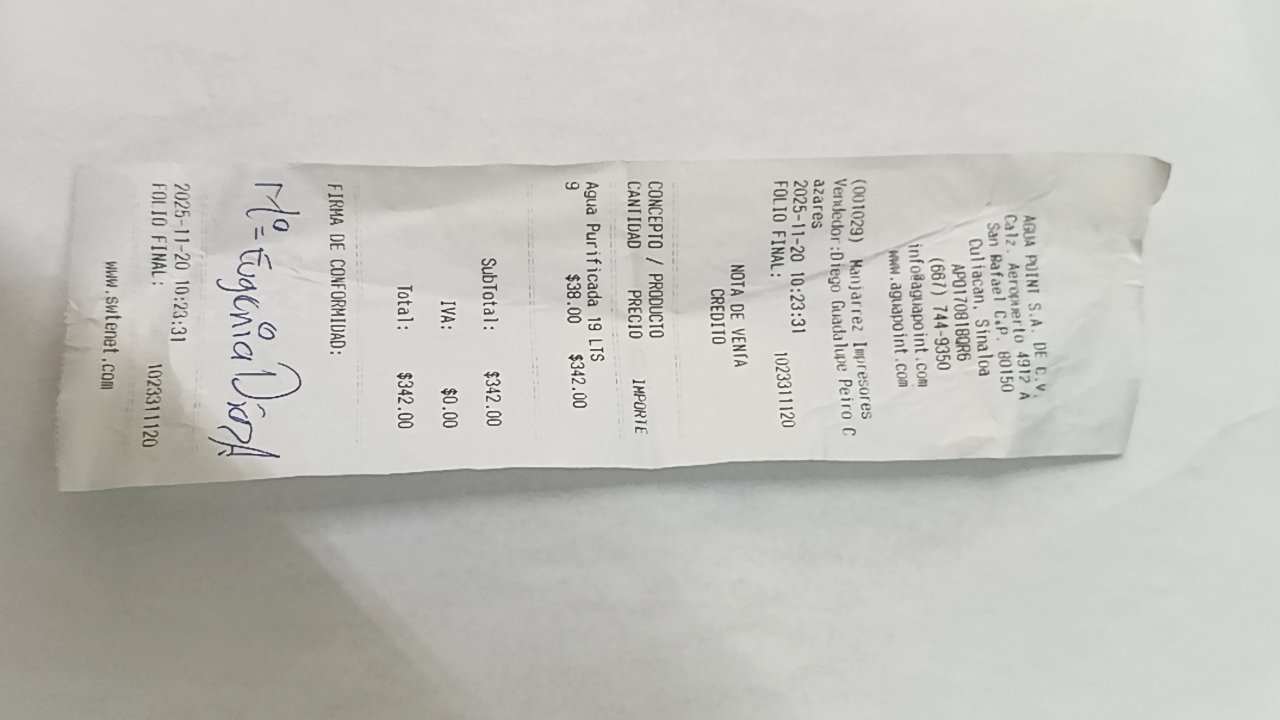 AGUA POINT S.A. DE C.V.
Calz. Aeropuerto 4912 A
San Rafael C.P. 80150
Culiacan, Sinaloa
APO170818QR6
(667) 744-9350
info@aguapoint.com
www.aguapoint.com
(001029) Manjarrez Impresores
Vendedor:Diego Guadalupe Peiro C
azares
2025-11-20 10:23:31
FOLIO FINAL: 1023311120
NOTA DE VENTA
CREDITO
CONCEPTO / PRODUCTO
CANTIDAD PRECIO IMPORTE
Agua Purificada 19 LTS
9 $38.00 $342.00
SubTotal: $342.00
IVA: $0.00
Total: $342.00
FIRMA DE CONFORMIDAD:
Mª= Eugenia Díaz A
2025-11-20 10:23:31
FOLIO FINAL: 1023311120
www.swtenet.com